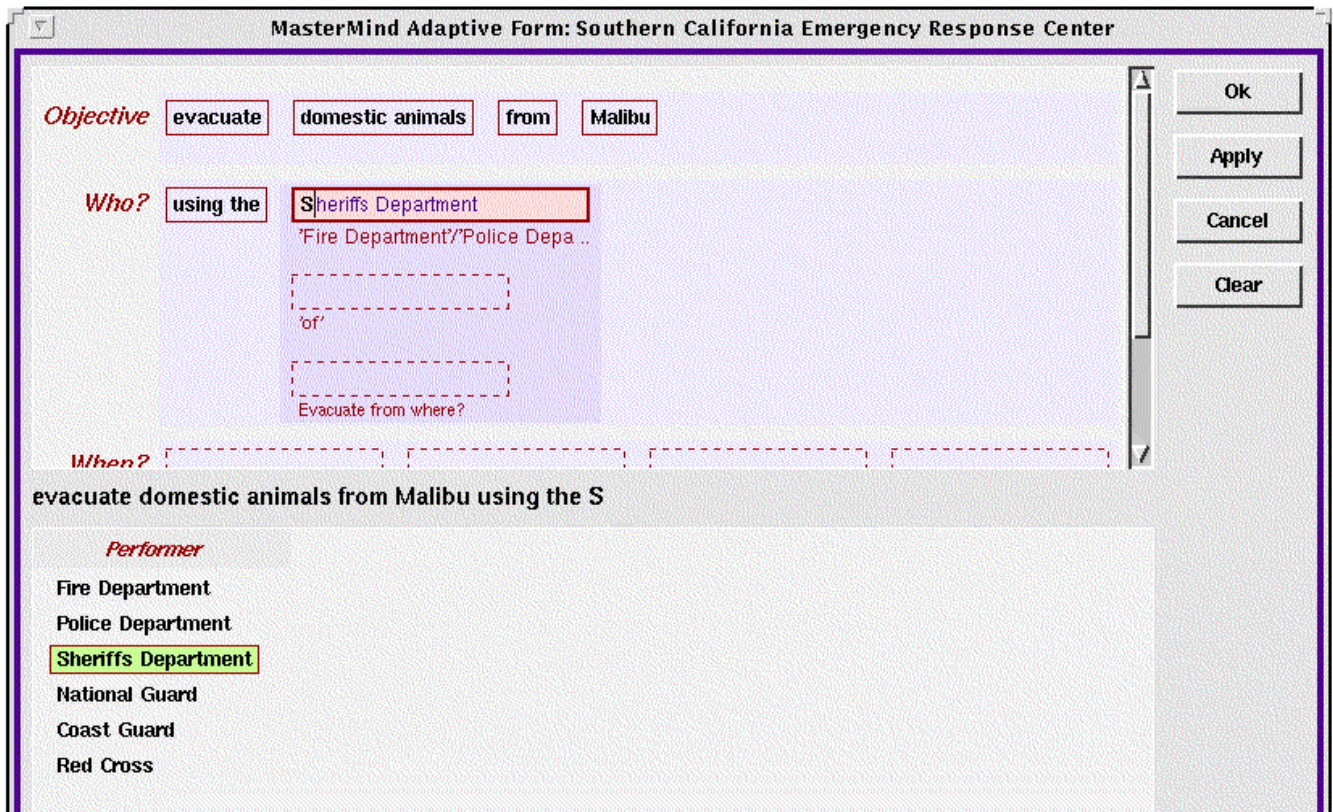 MasterMind Adaptive Form: Southern California Emergency Response Center
Objective evacuate domestic animals from Malibu
Ok
Apply
Who? using the Sheriffs Department
Cancel
'Fire Department'/'Police Depa ..
Clear
'of'
Evacuate from where?
When?
evacuate domestic animals from Malibu using the S
Performer
Fire Department
Police Department
Sheriffs Department
National Guard
Coast Guard
Red Cross